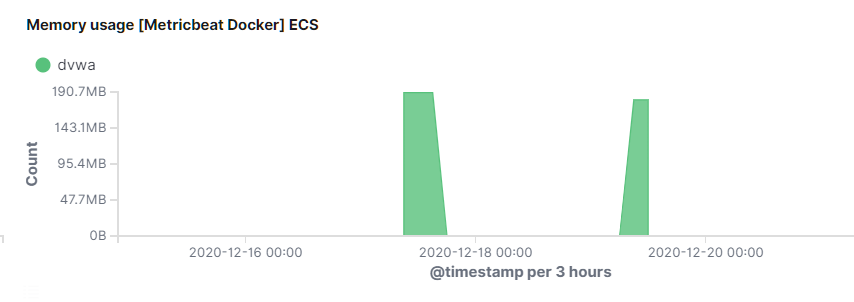 Memory usage [Metricbeat Docker] ECS
dvwa
190.7MB
143.1MB
95.4MB
47.7MB
0B
Count
2020-12-16 00:00 2020-12-18 00:00 2020-12-20 00:00
@timestamp per 3 hours